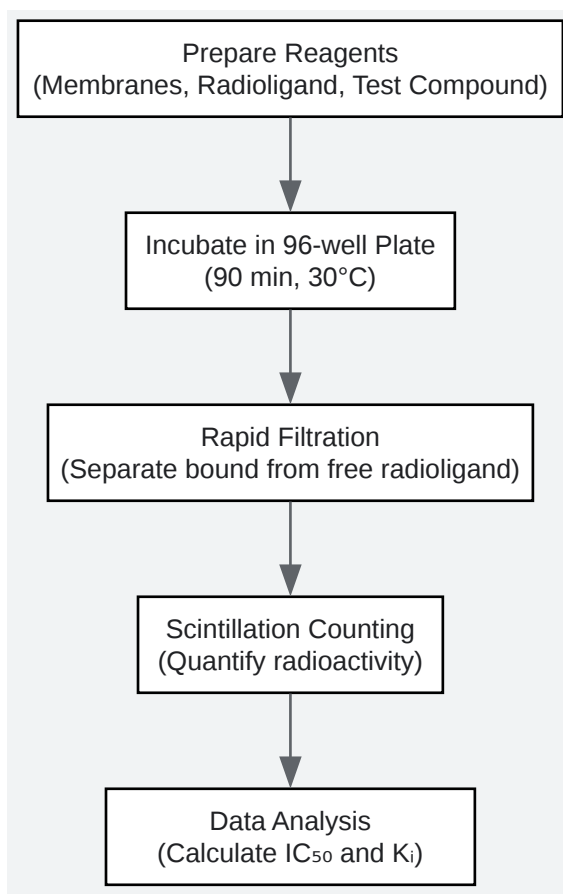 Prepare Reagents
(Membranes, Radioligand, Test Compound)
Incubate in 96-well Plate
(90 min, 30°C)
Rapid Filtration
(Separate bound from free radioligand)
Scintillation Counting
(Quantify radioactivity)
Data Analysis
(Calculate IC₅₀ and Kᵢ)